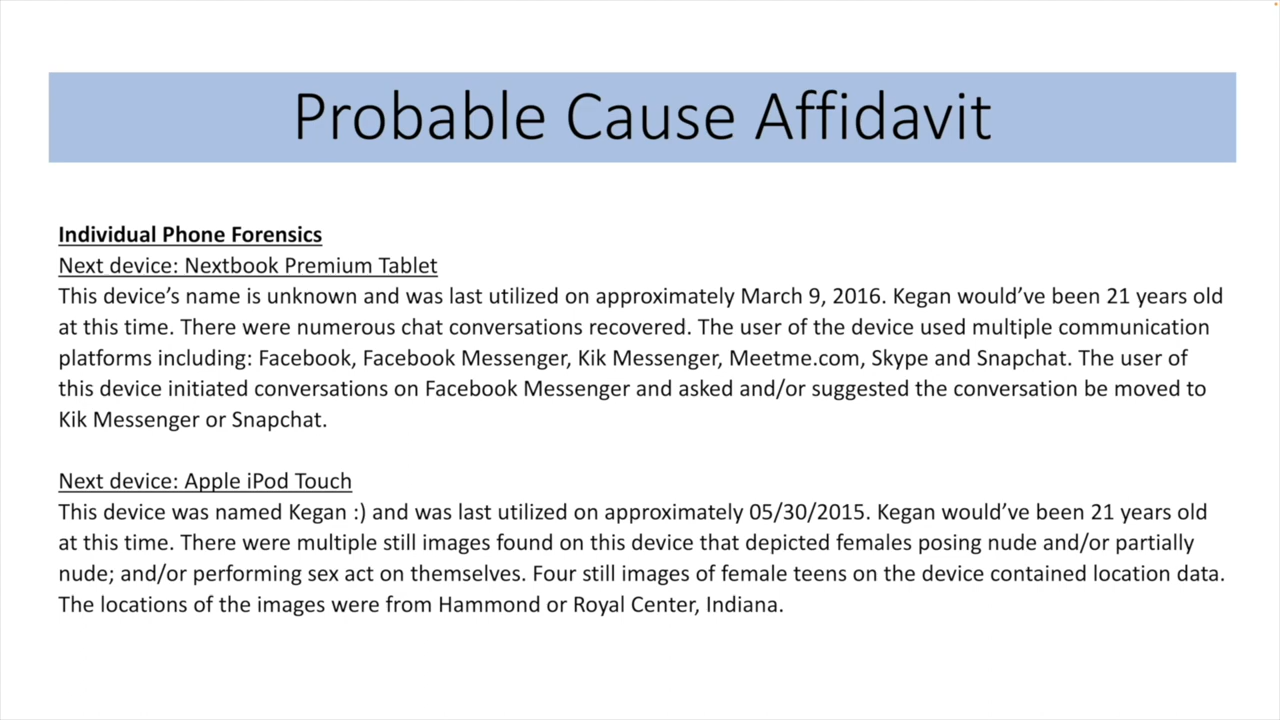 Probable Cause Affidavit
Individual Phone Forensics
Next device: Nextbook Premium Tablet
This device’s name is unknown and was last utilized on approximately March 9, 2016. Kegan would’ve been 21 years old
at this time. There were numerous chat conversations recovered. The user of the device used multiple communication
platforms including: Facebook, Facebook Messenger, Kik Messenger, Meetme.com, Skype and Snapchat. The user of
this device initiated conversations on Facebook Messenger and asked and/or suggested the conversation be moved to
Kik Messenger or Snapchat.
Next device: Apple iPod Touch
This device was named Kegan :) and was last utilized on approximately 05/30/2015. Kegan would’ve been 21 years old
at this time. There were multiple still images found on this device that depicted females posing nude and/or partially
nude; and/or performing sex act on themselves. Four still images of female teens on the device contained location data.
The locations of the images were from Hammond or Royal Center, Indiana.